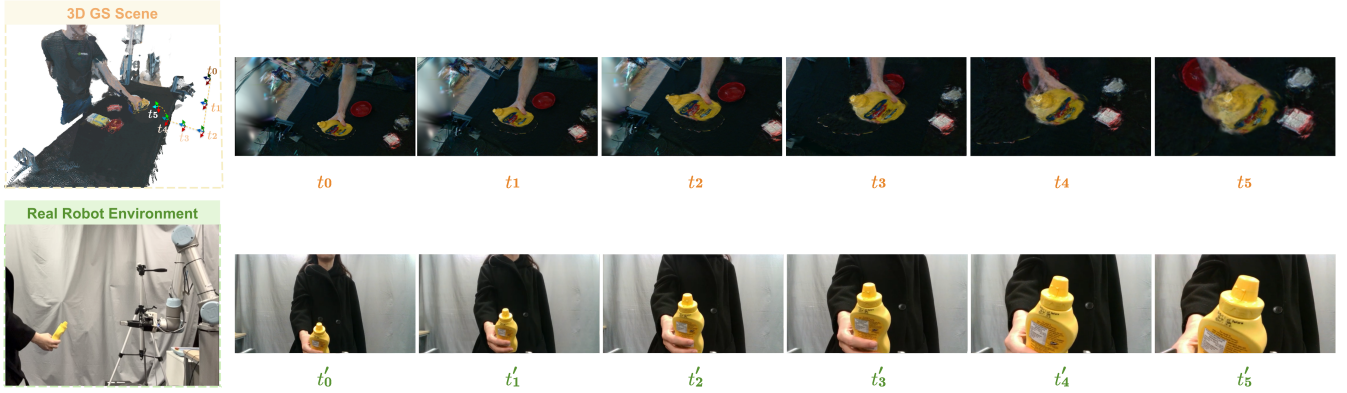 3D GS Scene
t0
t1
t2
t3
t4
t5
t0 t1 t2 t3 t4 t5
Real Robot Environment
t′0 t′1 t′2 t′3 t′4 t′5